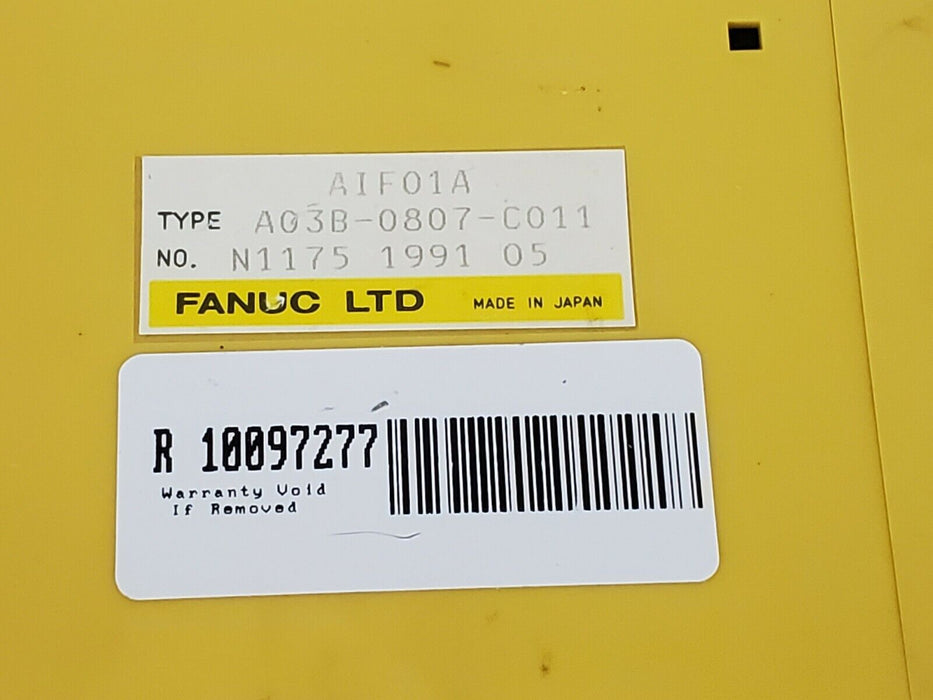 AIF01A
TYPE A03B-0807-C011
NO. N1175 1991 05
FANUC LTD MADE IN JAPAN
R 10097277
Warranty Void
If Removed